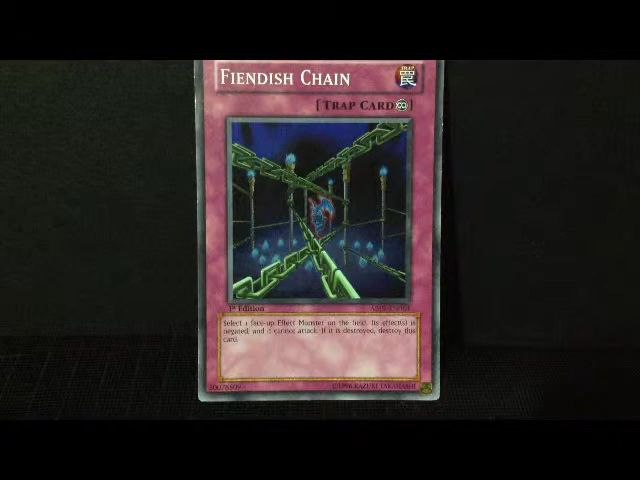 FIENDISH CHAIN
TRAP
罠
[ TRAP CARD ]
1st Edition
Select 1 face-up Effect Monster on the field. Its effect(s) is
negated, and it cannot attack. If it is destroyed, destroy this
card.
©1996 KAZUKI TAKAHASHI